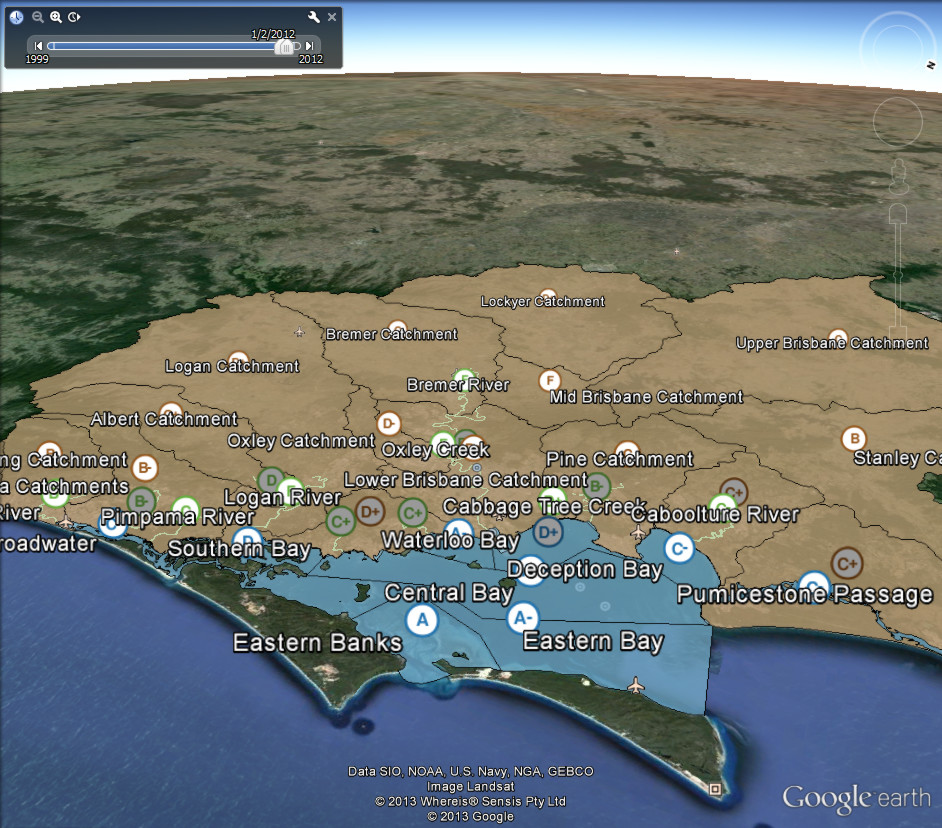 1/2/2012
1999
2012
N
Lockyer Catchment
Bremer Catchment
Upper Brisbane Catchment
Logan Catchment
Bremer River
F
Mid Brisbane Catchment
Albert Catchment
D-
Oxley Catchment
B
Oxley Creek
ng Catchment
B-
Pine Catchment
Stanley Ca
a Catchments
D
Lower Brisbane Catchment
B-
C+
Logan River
B-
Cabbage Tree Creek
River
Pimpama River
C+
D+
C+
Caboolture River
roadwater
Southern Bay
D
Waterloo Bay
D+
C-
Deception Bay
C+
Central Bay
Pumicestone Passage
A
A-
Eastern Banks
Eastern Bay
Data SIO, NOAA, U.S. Navy, NGA, GEBCO
Image Landsat
© 2013 Whereis® Sensis Pty Ltd
© 2013 Google
Google earth